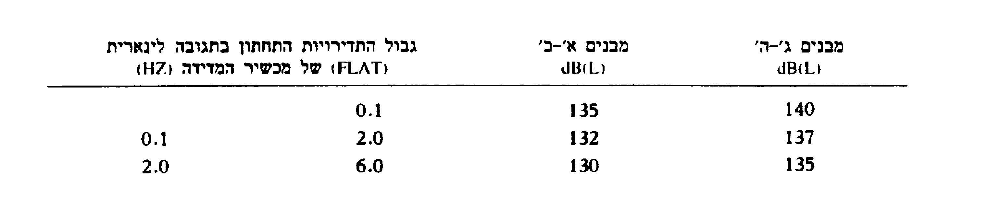 מבנים ג׳–ה׳ מבנים א׳–ב׳ גבול התדירויות התחתון בתגובה לינארית
dB(L) dB(L) (FLAT) של מכשיר המדידה (HZ)
140 135 0.1
137 132 2.0 0.1
135 130 6.0 2.0